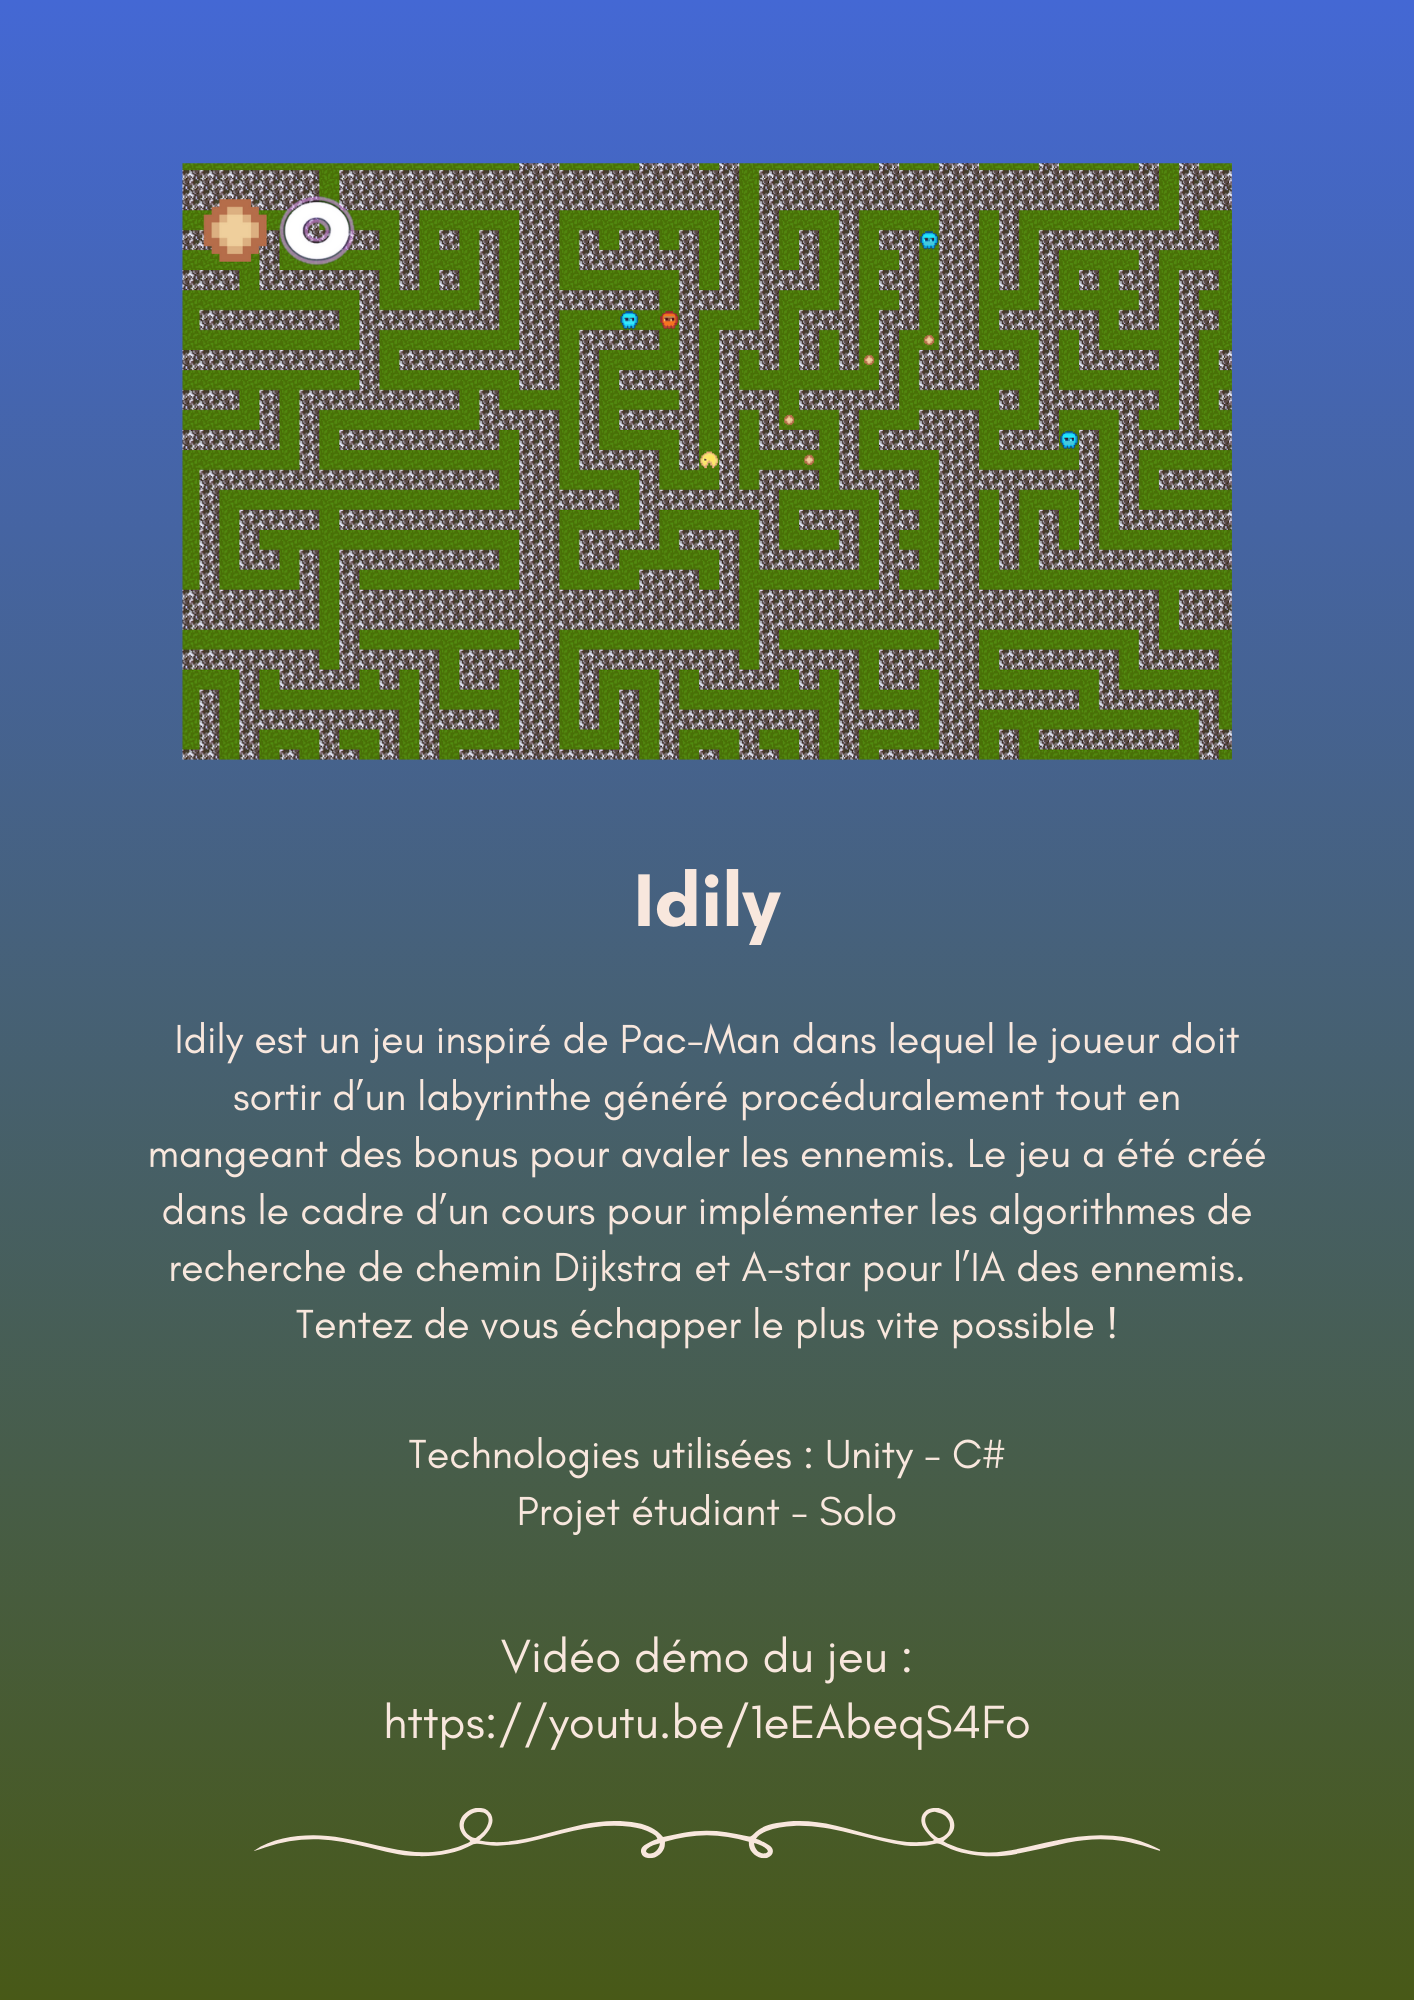 Idily
Idily est un jeu inspiré de Pac-Man dans lequel le joueur doit
sortir d’un labyrinthe généré procéduralement tout en
mangeant des bonus pour avaler les ennemis. Le jeu a été créé
dans le cadre d’un cours pour implémenter les algorithmes de
recherche de chemin Dijkstra et A-star pour l’IA des ennemis.
Tentez de vous échapper le plus vite possible !
Technologies utilisées : Unity - C#
Projet étudiant - Solo
Vidéo démo du jeu :
https://youtu.be/1eEAbeqS4Fo